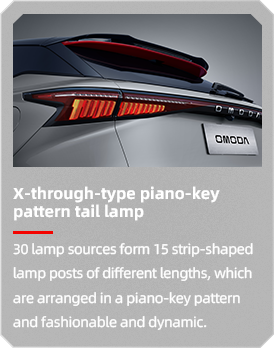 OMODA
OMODA
X-through-type piano-key
pattern tail lamp
30 lamp sources form 15 strip-shaped
lamp posts of different lengths, which
are arranged in a piano-key pattern
and fashionable and dynamic.